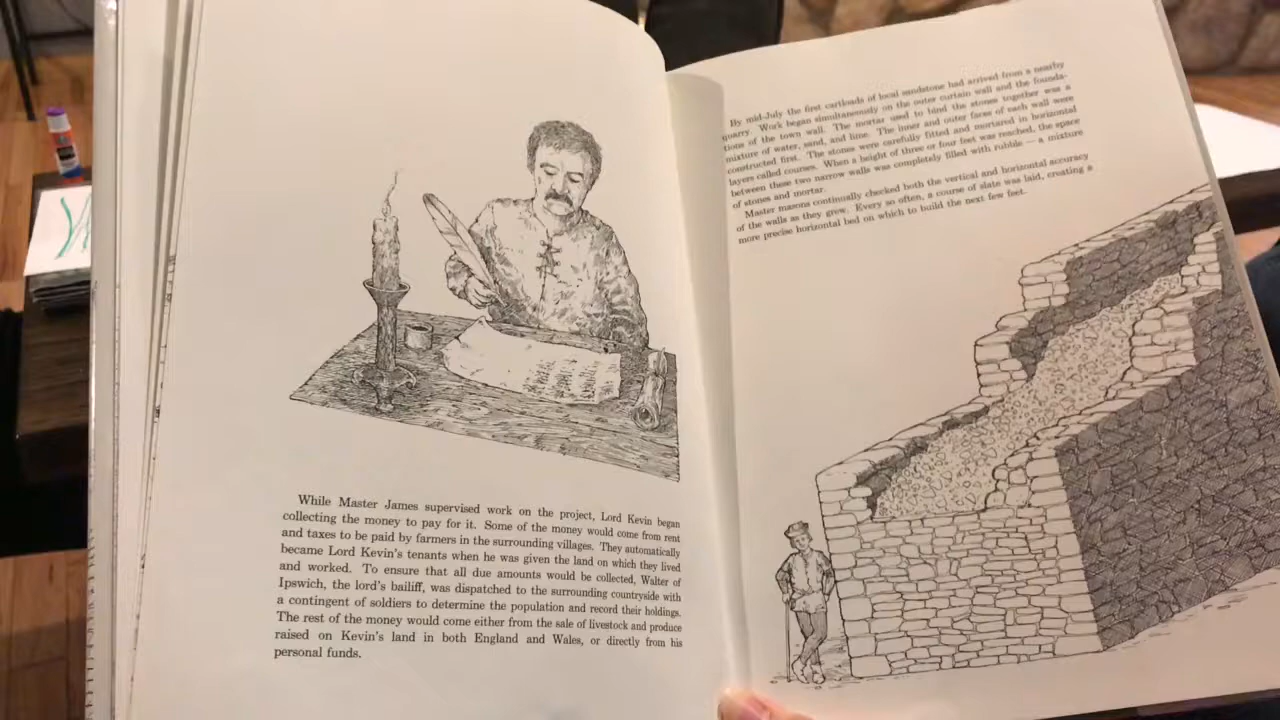 While Master James supervised work on the project, Lord Kevin began
collecting the money to pay for it. Some of the money would come from rent
and taxes to be paid by farmers in the surrounding villages. They automatically
became Lord Kevin's tenants when he was given the land on which they lived
and worked. To ensure that all due amounts would be collected, Walter of
Ipswich, the lord's bailiff, was dispatched to the surrounding countryside with
a contingent of soldiers to determine the population and record their holdings.
The rest of the money would come either from the sale of livestock and produce
raised on Kevin's land in both England and Wales, or directly from his
personal funds.
By mid-July the first cartloads of local sandstone had arrived from a nearby
quarry. Work began simultaneously on the outer curtain wall and the founda-
tions of the town wall. The mortar used to bind the stones together was a
mixture of water, sand, and lime. The inner and outer faces of each wall were
constructed first. The stones were carefully fitted and mortared in horizontal
layers called courses. When a height of three or four feet was reached, the space
between these two narrow walls was completely filled with rubble — a mixture
of stones and mortar.
Master masons continually checked both the vertical and horizontal accuracy
of the walls as they grew. Every so often, a course of slate was laid, creating a
more precise horizontal bed on which to build the next few feet.